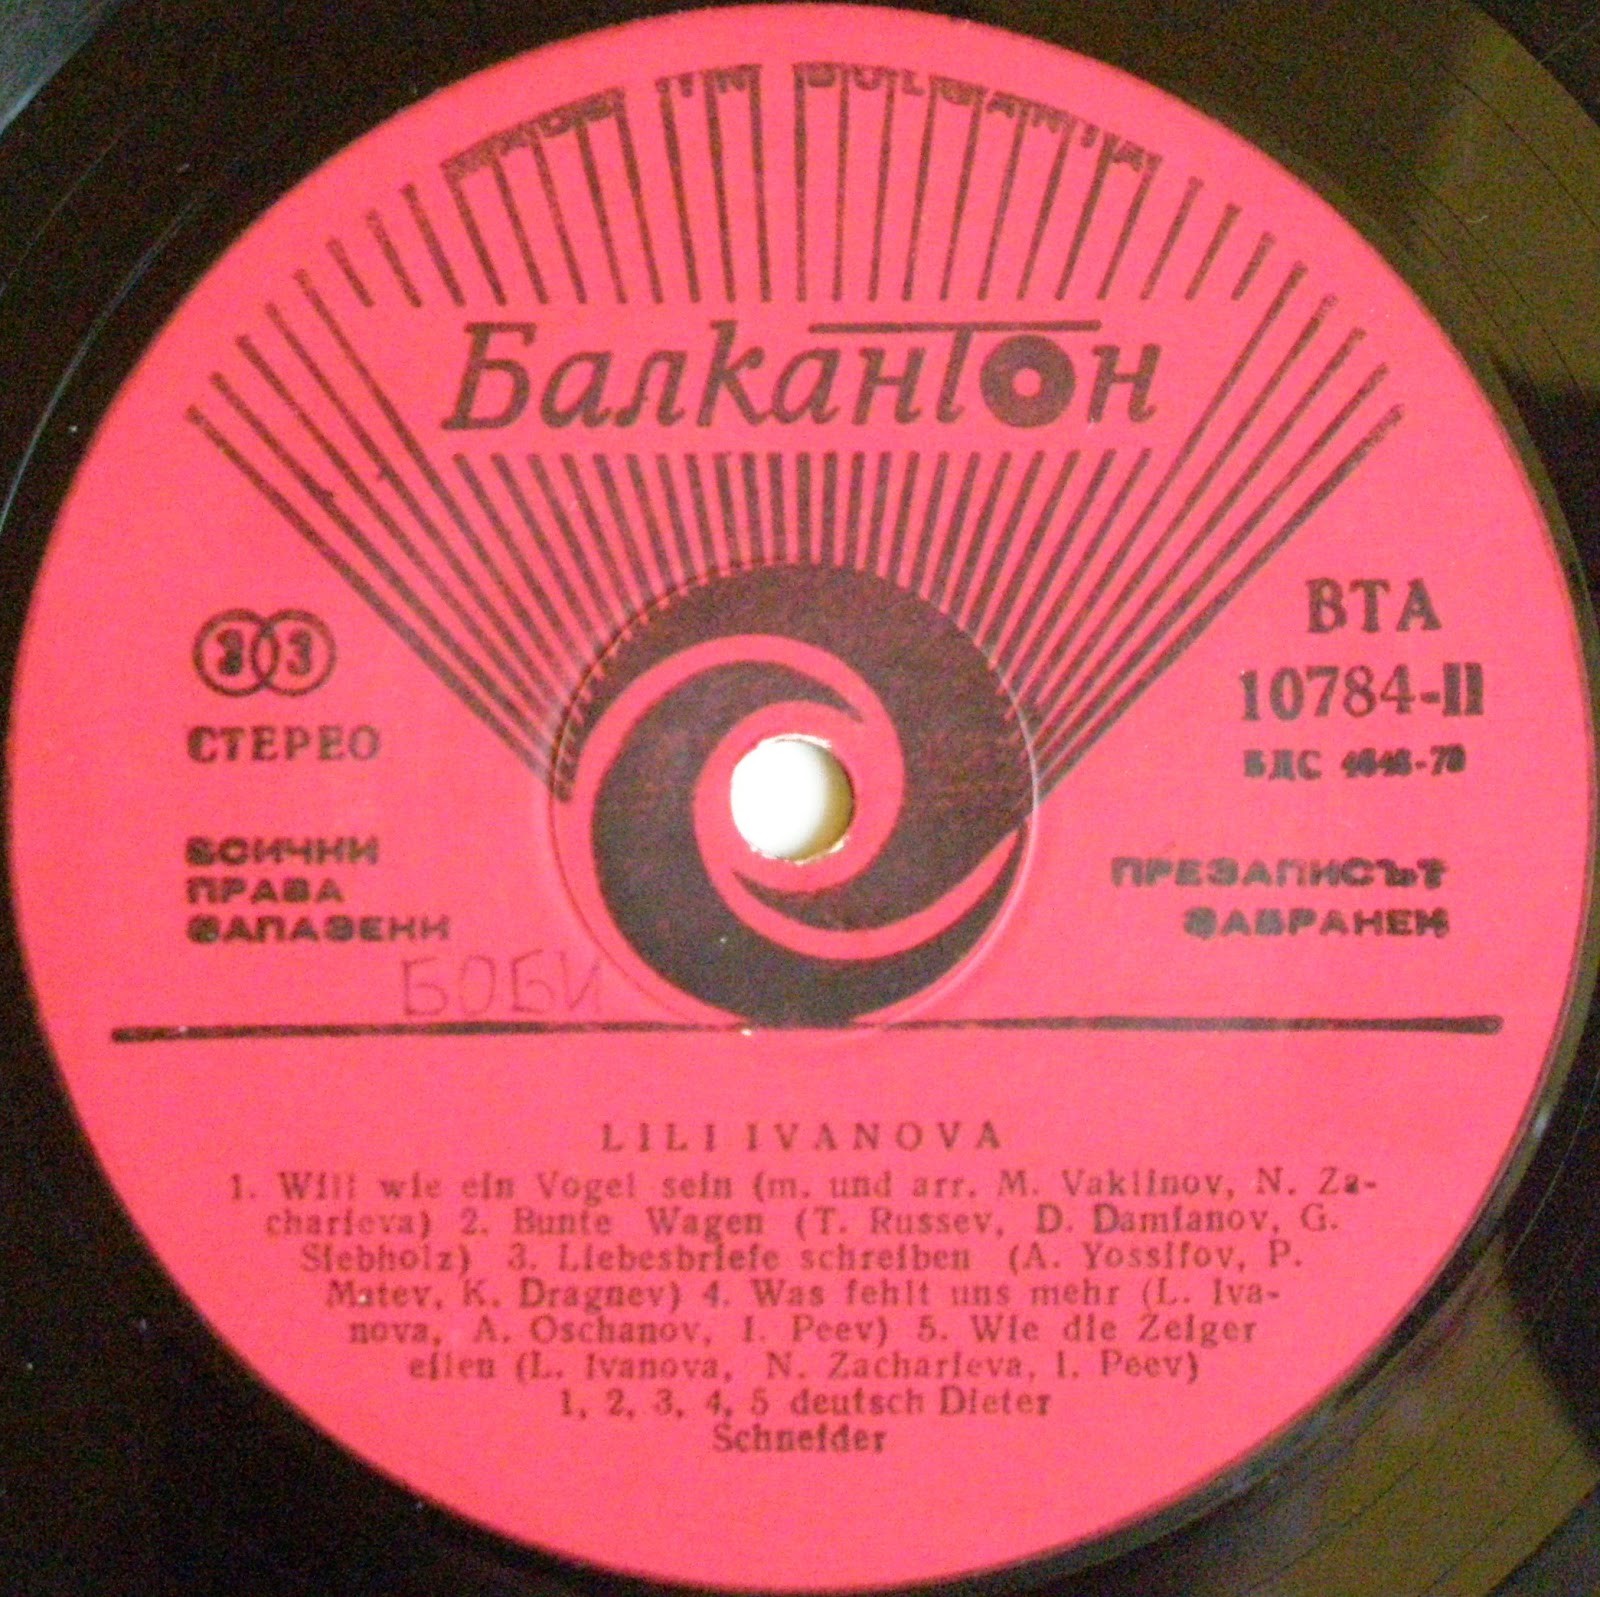 MADE IN BULGARIA
Балкантон
33
СТЕРЕО
ВТА
10784-II
БДС 4646-70
ВСИЧКИ
ПРАВА
ЗАПАЗЕНИ
ПРЕЗАПИСЪТ
ЗАБРАНЕН
БОБИ
LILI IVANOVA
1. Will wie ein Vogel sein (m. und arr. M. Vaklinov, N. Za-
charieva) 2. Bunte Wagen (T. Russev, D. Damianov, G.
Siebholz) 3. Liebesbriefe schreiben (A. Yossifov, P.
Matev, K. Dragnev) 4. Was fehlt uns mehr (L. Iva-
nova, A. Oschanov, I. Peev) 5. Wie die Zeiger
eilen (L. Ivanova, N. Zacharieva, I. Peev)
1, 2, 3, 4, 5 deutsch Dieter
Schneider